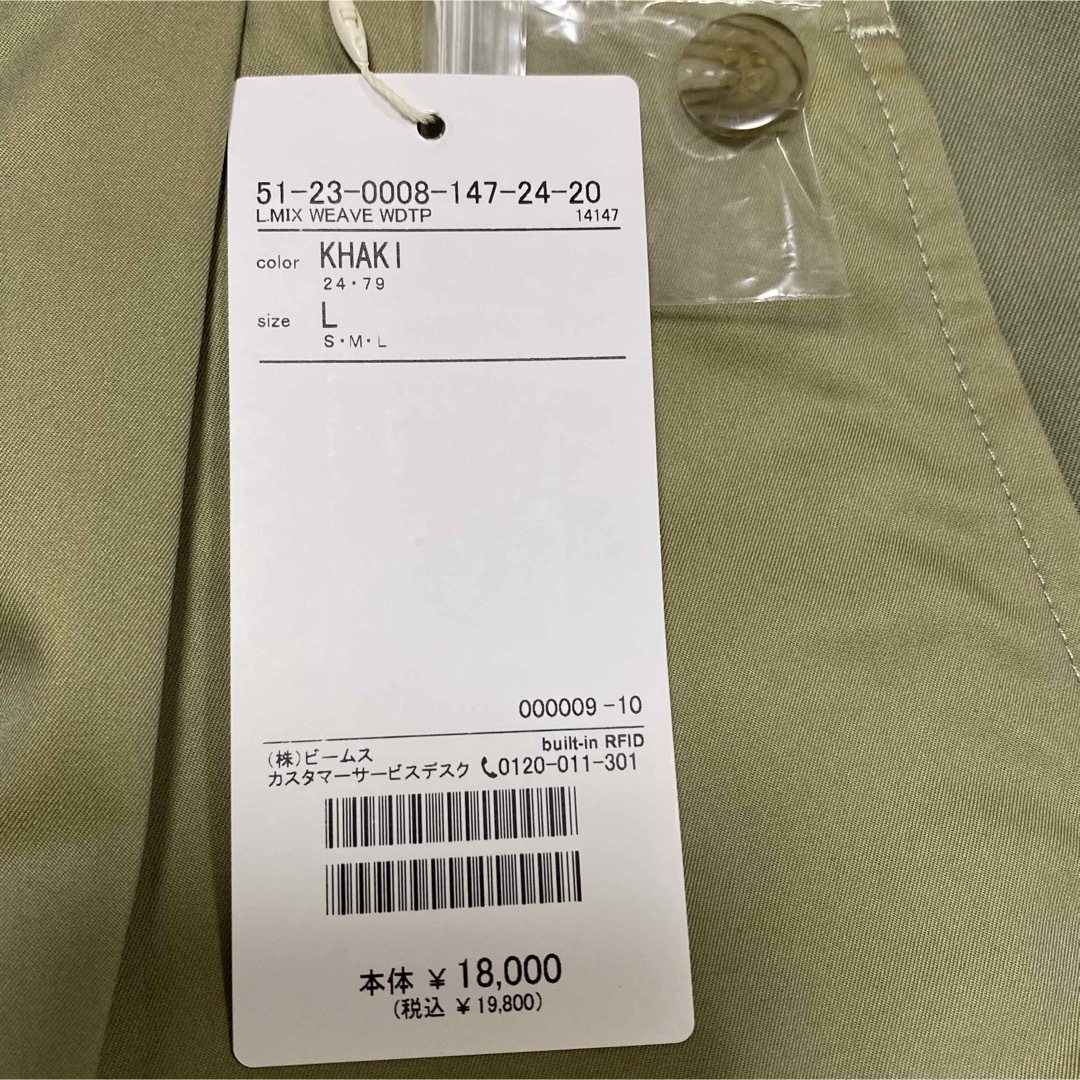 51-23-0008-147-24-20
L.MIX WEAVE WDTP 14147
color KHAKI
24・79
size L
S・M・L
000009-10
built-in RFID
(株)ビームス
カスタマーサービスデスク 0120-011-301
本体 ¥ 18,000
(税込 ¥19,800)